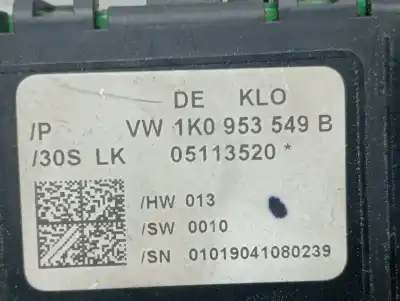 DE KLO
/P VW 1K0 953 549 B
/30S LK 05113520 *
/HW 013
/SW 0010
/SN 01019041080239